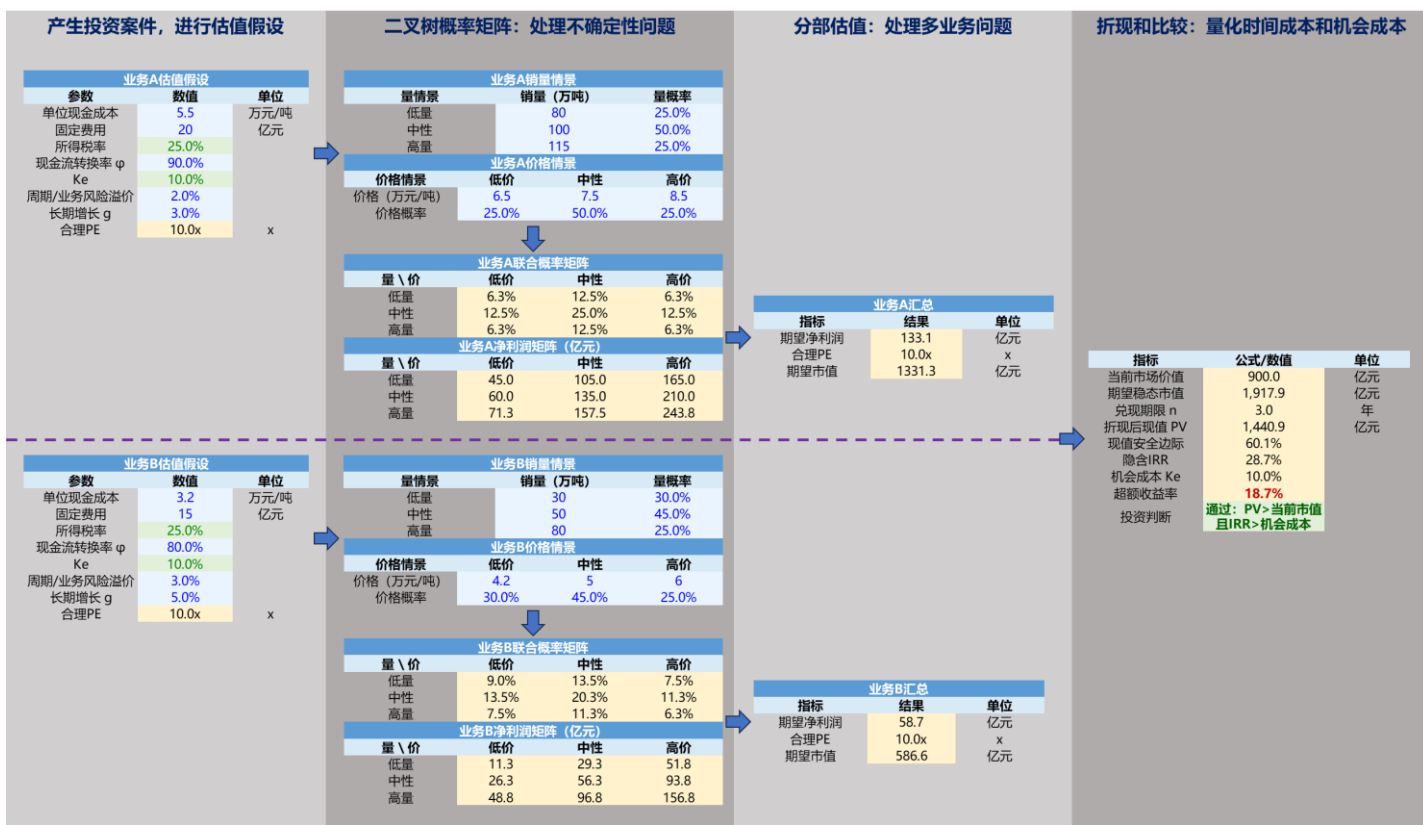 产生投资案件，进行估值假设
二叉树概率矩阵：处理不确定性问题
分部估值：处理多业务问题
折现和比较：量化时间成本和机会成本
业务A估值假设
参数 数值 单位
单位现金成本 5.5 万元/吨
固定费用 20 亿元
所得税率 25.0%
现金流转换率 φ 90.0%
Ke 10.0%
周期/业务风险溢价 2.0%
长期增长 g 3.0%
合理PE 10.0x x
业务A销量情景
量情景 销量（万吨） 量概率
低量 80 25.0%
中性 100 50.0%
高量 115 25.0%
业务A价格情景
价格情景 低价 中性 高价
价格（万元/吨） 6.5 7.5 8.5
价格概率 25.0% 50.0% 25.0%
业务A联合概率矩阵
量 \ 价 低价 中性 高价
低量 6.3% 12.5% 6.3%
中性 12.5% 25.0% 12.5%
高量 6.3% 12.5% 6.3%
业务A净利润矩阵（亿元）
量 \ 价 低价 中性 高价
低量 45.0 105.0 165.0
中性 60.0 135.0 210.0
高量 71.3 157.5 243.8
业务A汇总
指标 结果 单位
期望净利润 133.1 亿元
合理PE 10.0x x
期望市值 1331.3 亿元
业务B估值假设
参数 数值 单位
单位现金成本 3.2 万元/吨
固定费用 15 亿元
所得税率 25.0%
现金流转换率 φ 80.0%
Ke 10.0%
周期/业务风险溢价 3.0%
长期增长 g 5.0%
合理PE 10.0x x
业务B销量情景
量情景 销量（万吨） 量概率
低量 30 30.0%
中性 50 45.0%
高量 80 25.0%
业务B价格情景
价格情景 低价 中性 高价
价格（万元/吨） 4.2 5 6
价格概率 30.0% 45.0% 25.0%
业务B联合概率矩阵
量 \ 价 低价 中性 高价
低量 9.0% 13.5% 7.5%
中性 13.5% 20.3% 11.3%
高量 7.5% 11.3% 6.3%
业务B净利润矩阵（亿元）
量 \ 价 低价 中性 高价
低量 11.3 29.3 51.8
中性 26.3 56.3 93.8
高量 48.8 96.8 156.8
业务B汇总
指标 结果 单位
期望净利润 58.7 亿元
合理PE 10.0x x
期望市值 586.6 亿元
指标 公式/数值 单位
当前市场价值 900.0 亿元
期望稳态市值 1,917.9 亿元
兑现期限 n 3.0 年
折现后现值 PV 1,440.9 亿元
现值安全边际 60.1%
隐含IRR 28.7%
机会成本 Ke 10.0%
超额收益率 18.7%
投资判断 通过：PV>当前市值
且IRR>机会成本